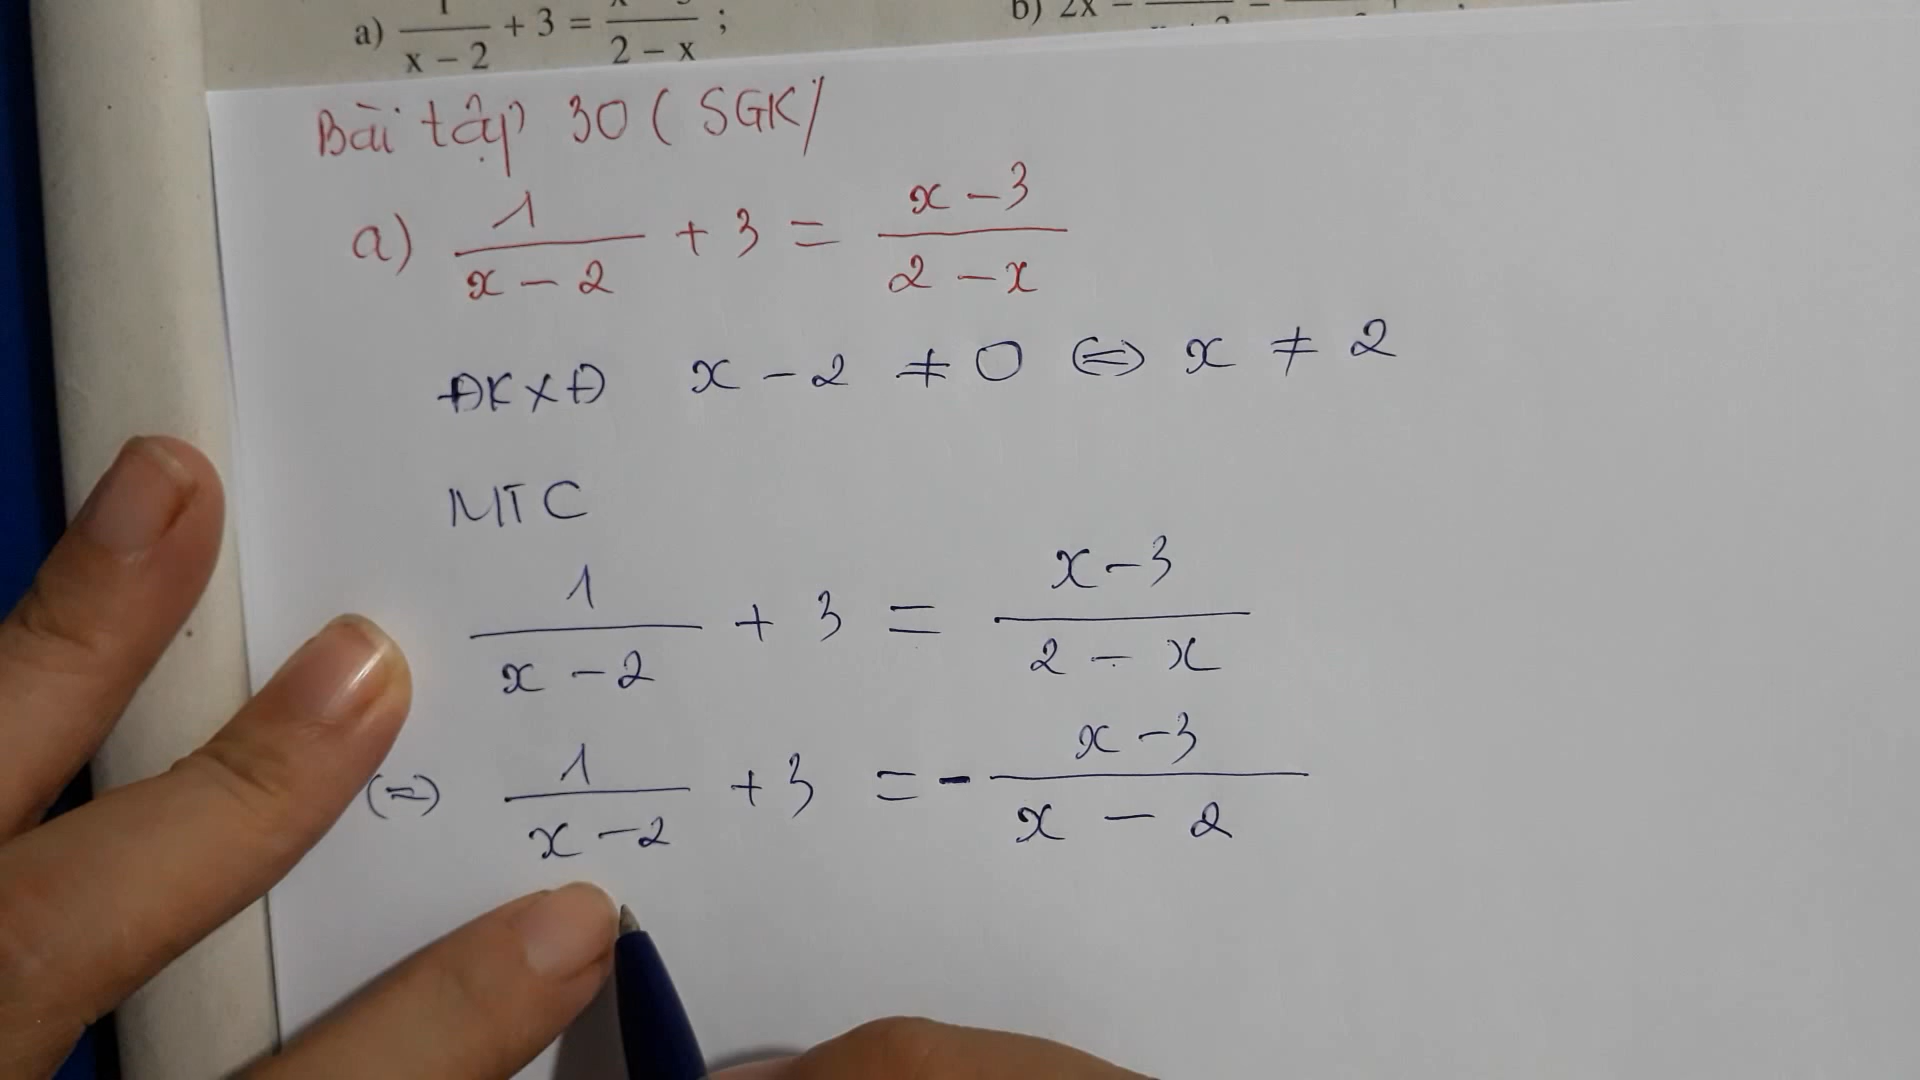 a) 1/(x − 2) + 3 = (x − 3)/(2 − x) ;
b) 2x −
Bài tập 30 (SGK)
a) 1/(x − 2) + 3 = (x − 3)/(2 − x)
ĐKXĐ x − 2 ≠ 0 ⇔ x ≠ 2
MTC
1/(x − 2) + 3 = (x − 3)/(2 − x)
(=) 1/(x − 2) + 3 = − (x − 3)/(x − 2)